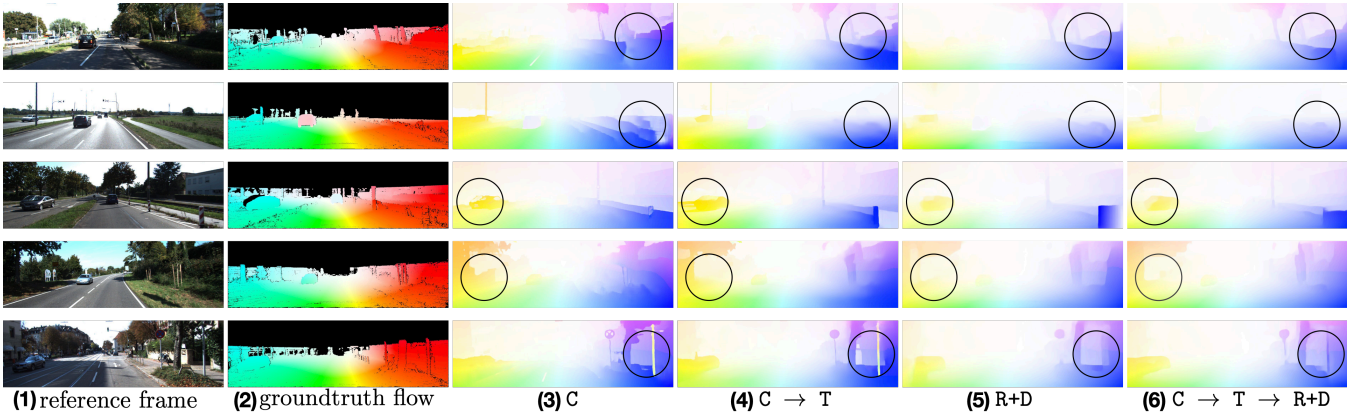 (1) reference frame (2) groundtruth flow (3) C (4) C → T (5) R+D (6) C → T → R+D